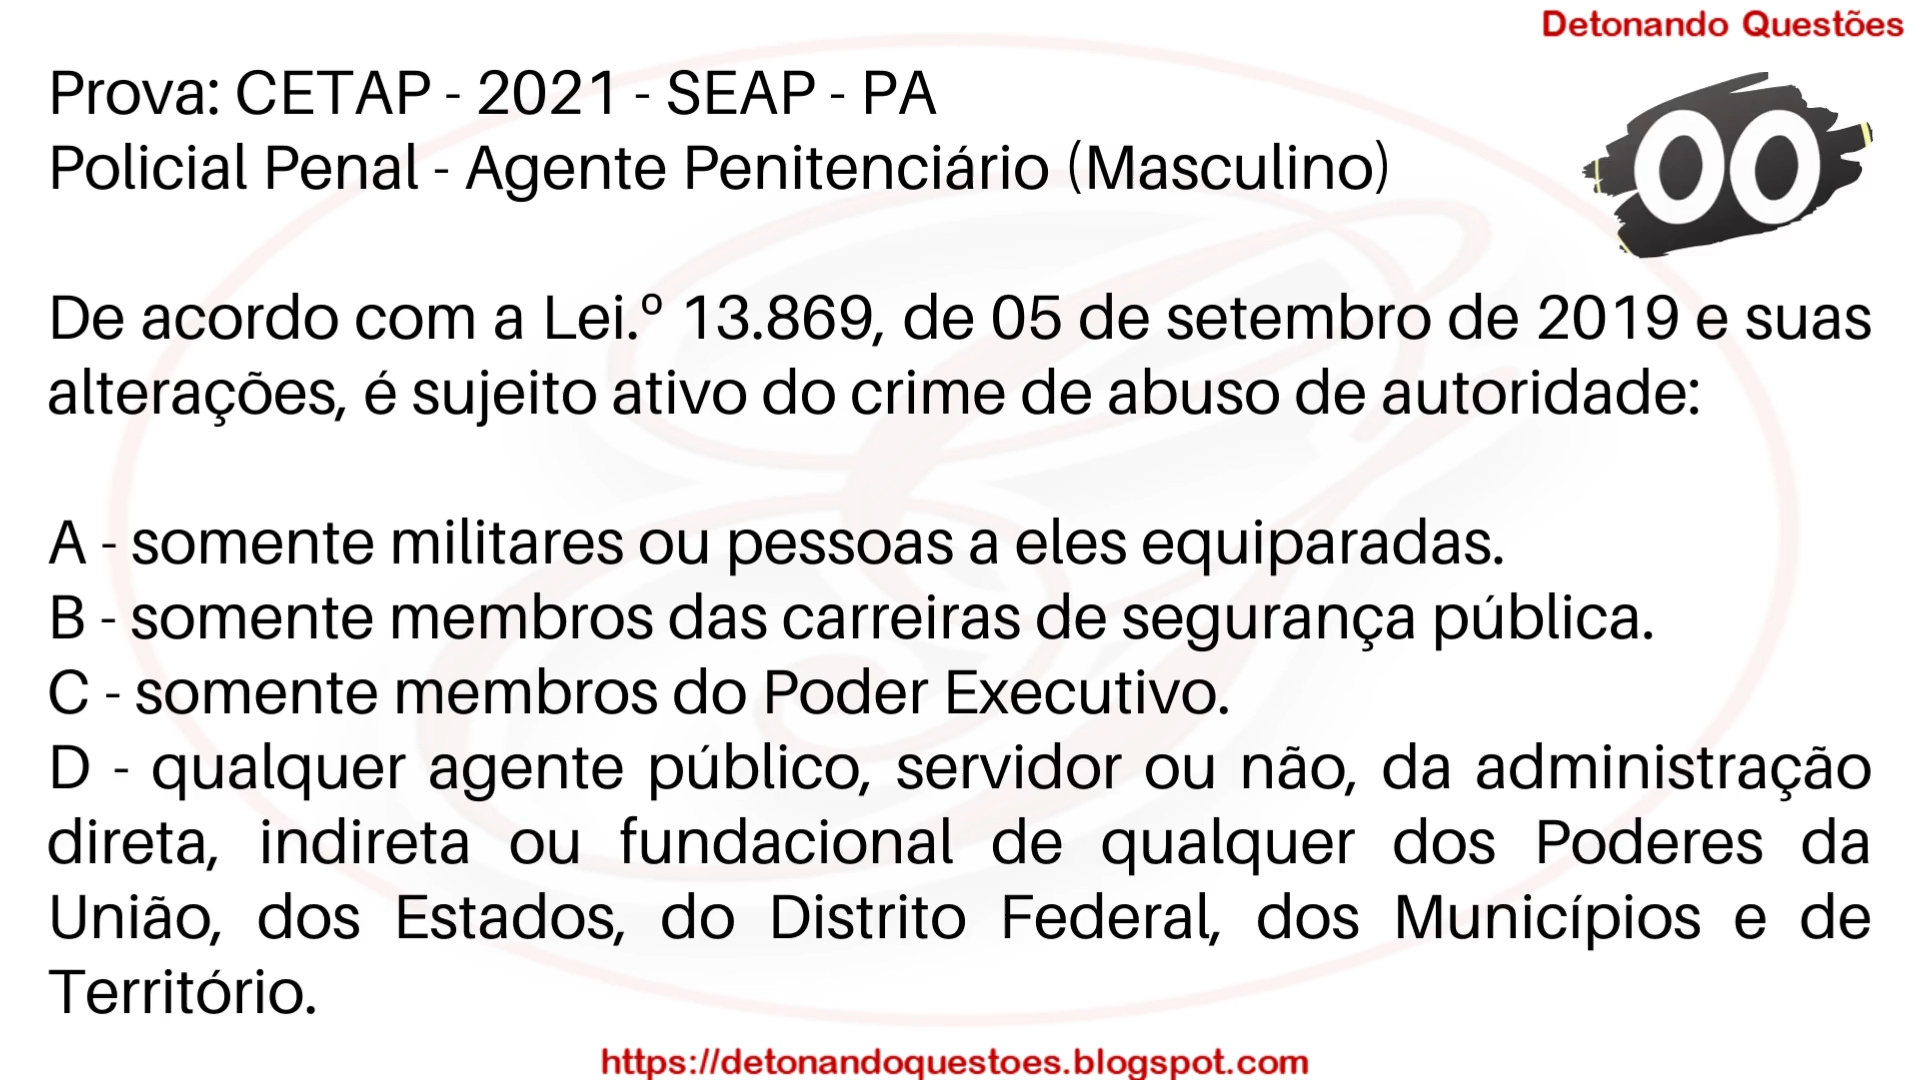 Detonando Questões
Prova: CETAP - 2021 - SEAP - PA
Policial Penal - Agente Penitenciário (Masculino)
00
De acordo com a Lei.º 13.869, de 05 de setembro de 2019 e suas
alterações, é sujeito ativo do crime de abuso de autoridade:
A - somente militares ou pessoas a eles equiparadas.
B - somente membros das carreiras de segurança pública.
C - somente membros do Poder Executivo.
D - qualquer agente público, servidor ou não, da administração
direta, indireta ou fundacional de qualquer dos Poderes da
União, dos Estados, do Distrito Federal, dos Municípios e de
Território.
https://detonandoquestoes.blogspot.com